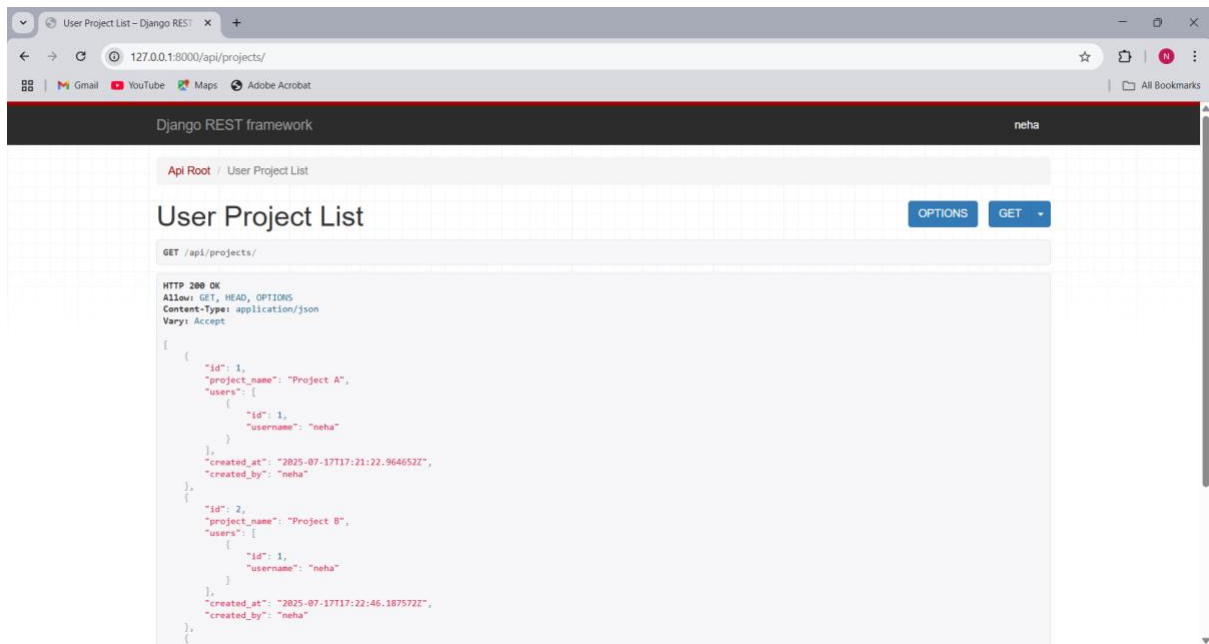 User Project List – Django REST
127.0.0.1:8000/api/projects/
Gmail YouTube Maps Adobe Acrobat All Bookmarks
N
Django REST framework neha
Api Root / User Project List
User Project List OPTIONS GET
GET /api/projects/
HTTP 200 OK
Allow: GET, HEAD, OPTIONS
Content-Type: application/json
Vary: Accept
[
{
"id": 1,
"project_name": "Project A",
"users": [
{
"id": 1,
"username": "neha"
}
],
"created_at": "2025-07-17T17:21:22.964652Z",
"created_by": "neha"
},
{
"id": 2,
"project_name": "Project B",
"users": [
{
"id": 1,
"username": "neha"
}
],
"created_at": "2025-07-17T17:22:46.187572Z",
"created_by": "neha"
},
{